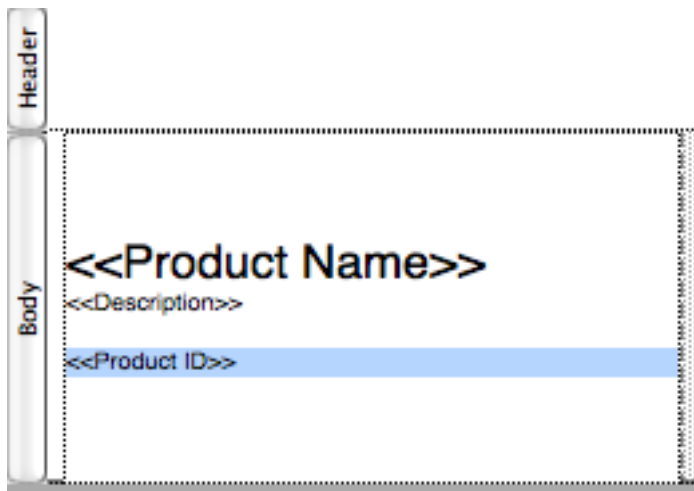 Header
Body
<<Product Name>>
<<Description>>
<<Product ID>>